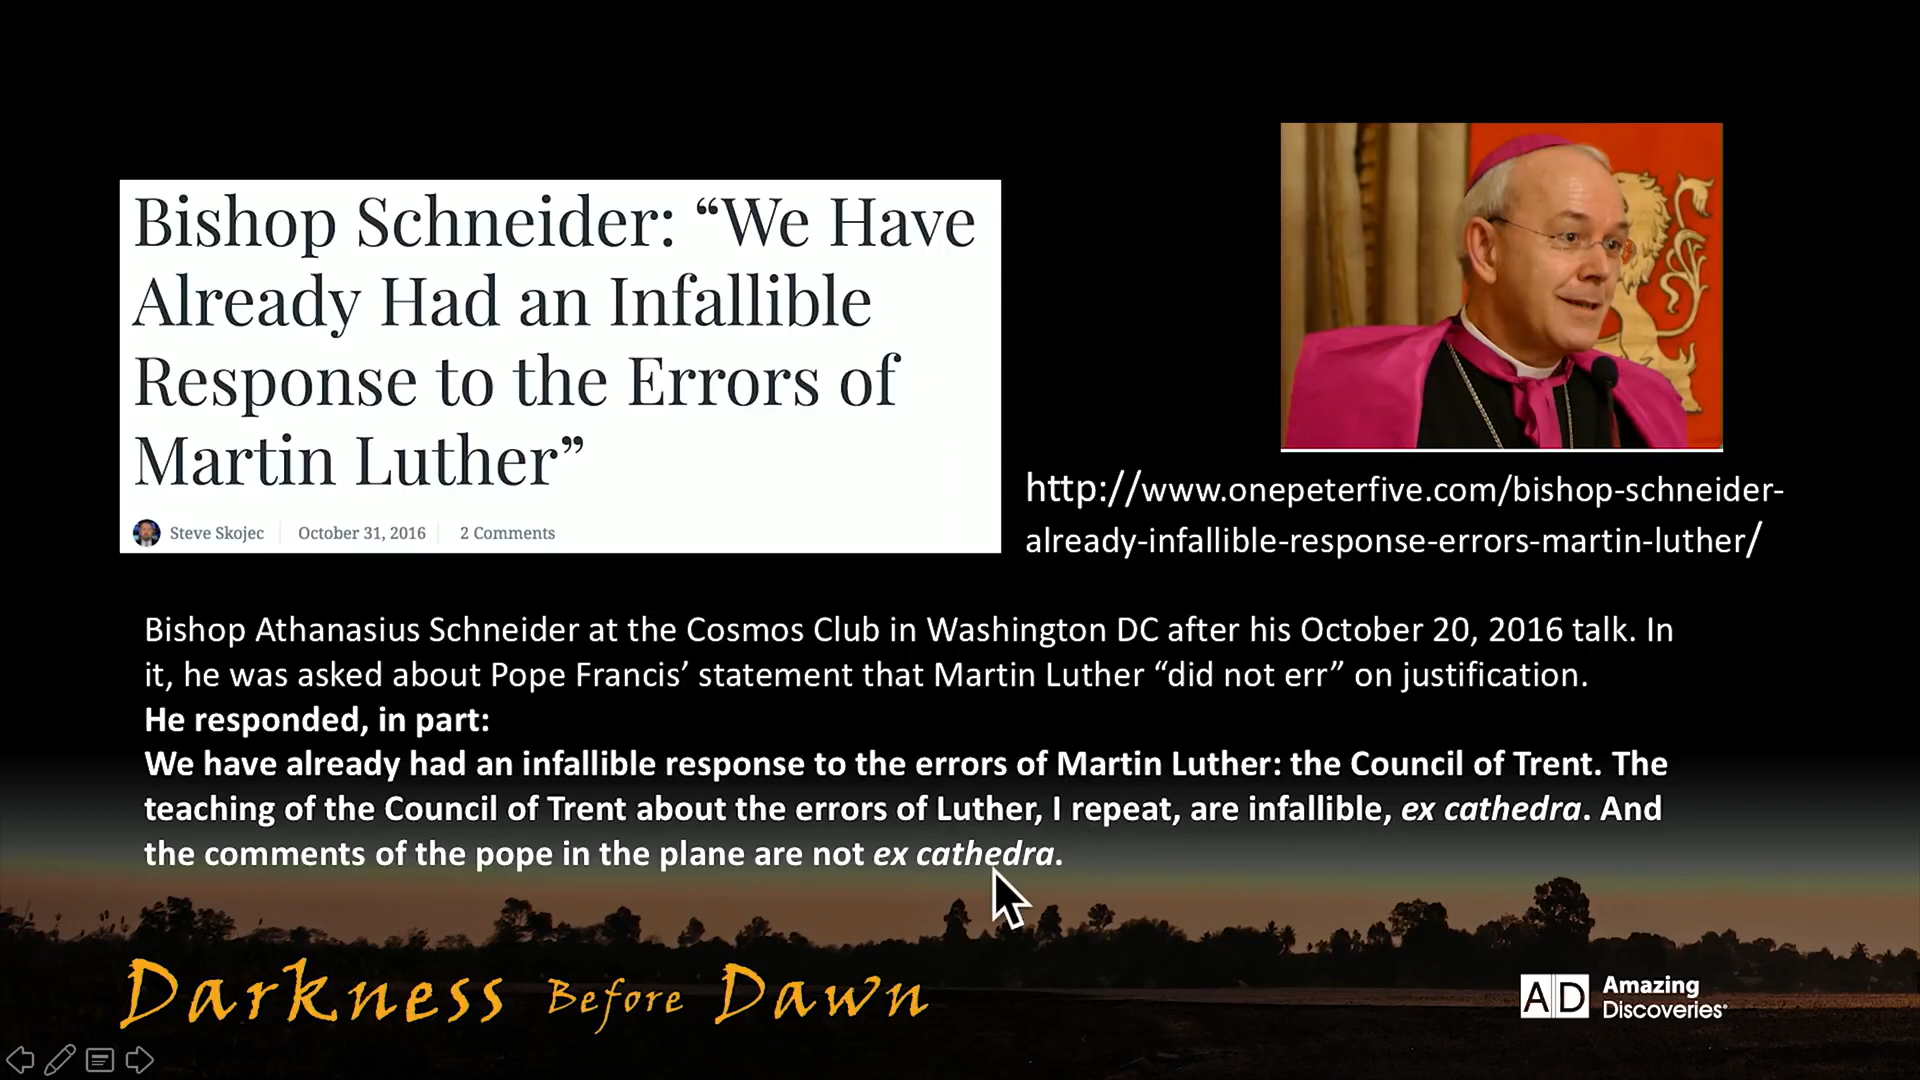 Bishop Schneider: “We Have
Already Had an Infallible
Response to the Errors of
Martin Luther”
Steve Skojec October 31, 2016 2 Comments
http://www.onepeterfive.com/bishop-schneider-
already-infallible-response-errors-martin-luther/
Bishop Athanasius Schneider at the Cosmos Club in Washington DC after his October 20, 2016 talk. In
it, he was asked about Pope Francis’ statement that Martin Luther “did not err” on justification.
He responded, in part:
We have already had an infallible response to the errors of Martin Luther: the Council of Trent. The
teaching of the Council of Trent about the errors of Luther, I repeat, are infallible, ex cathedra. And
the comments of the pope in the plane are not ex cathedra.
Darkness Before Dawn
AD Amazing
Discoveries